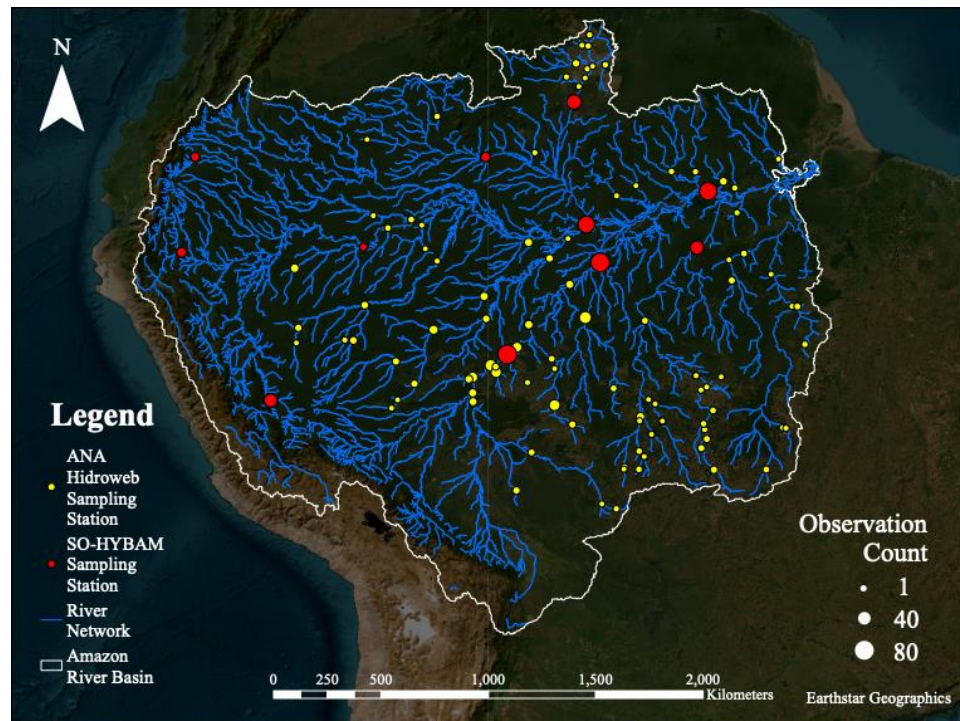 N
Legend
ANA
Hidroweb
Sampling
Station
SO-HYBAM
Sampling
Station
River
Network
Amazon
River Basin
Observation
Count
1
40
80
0 250 500 1,000 1,500 2,000
Kilometers
Earthstar Geographics